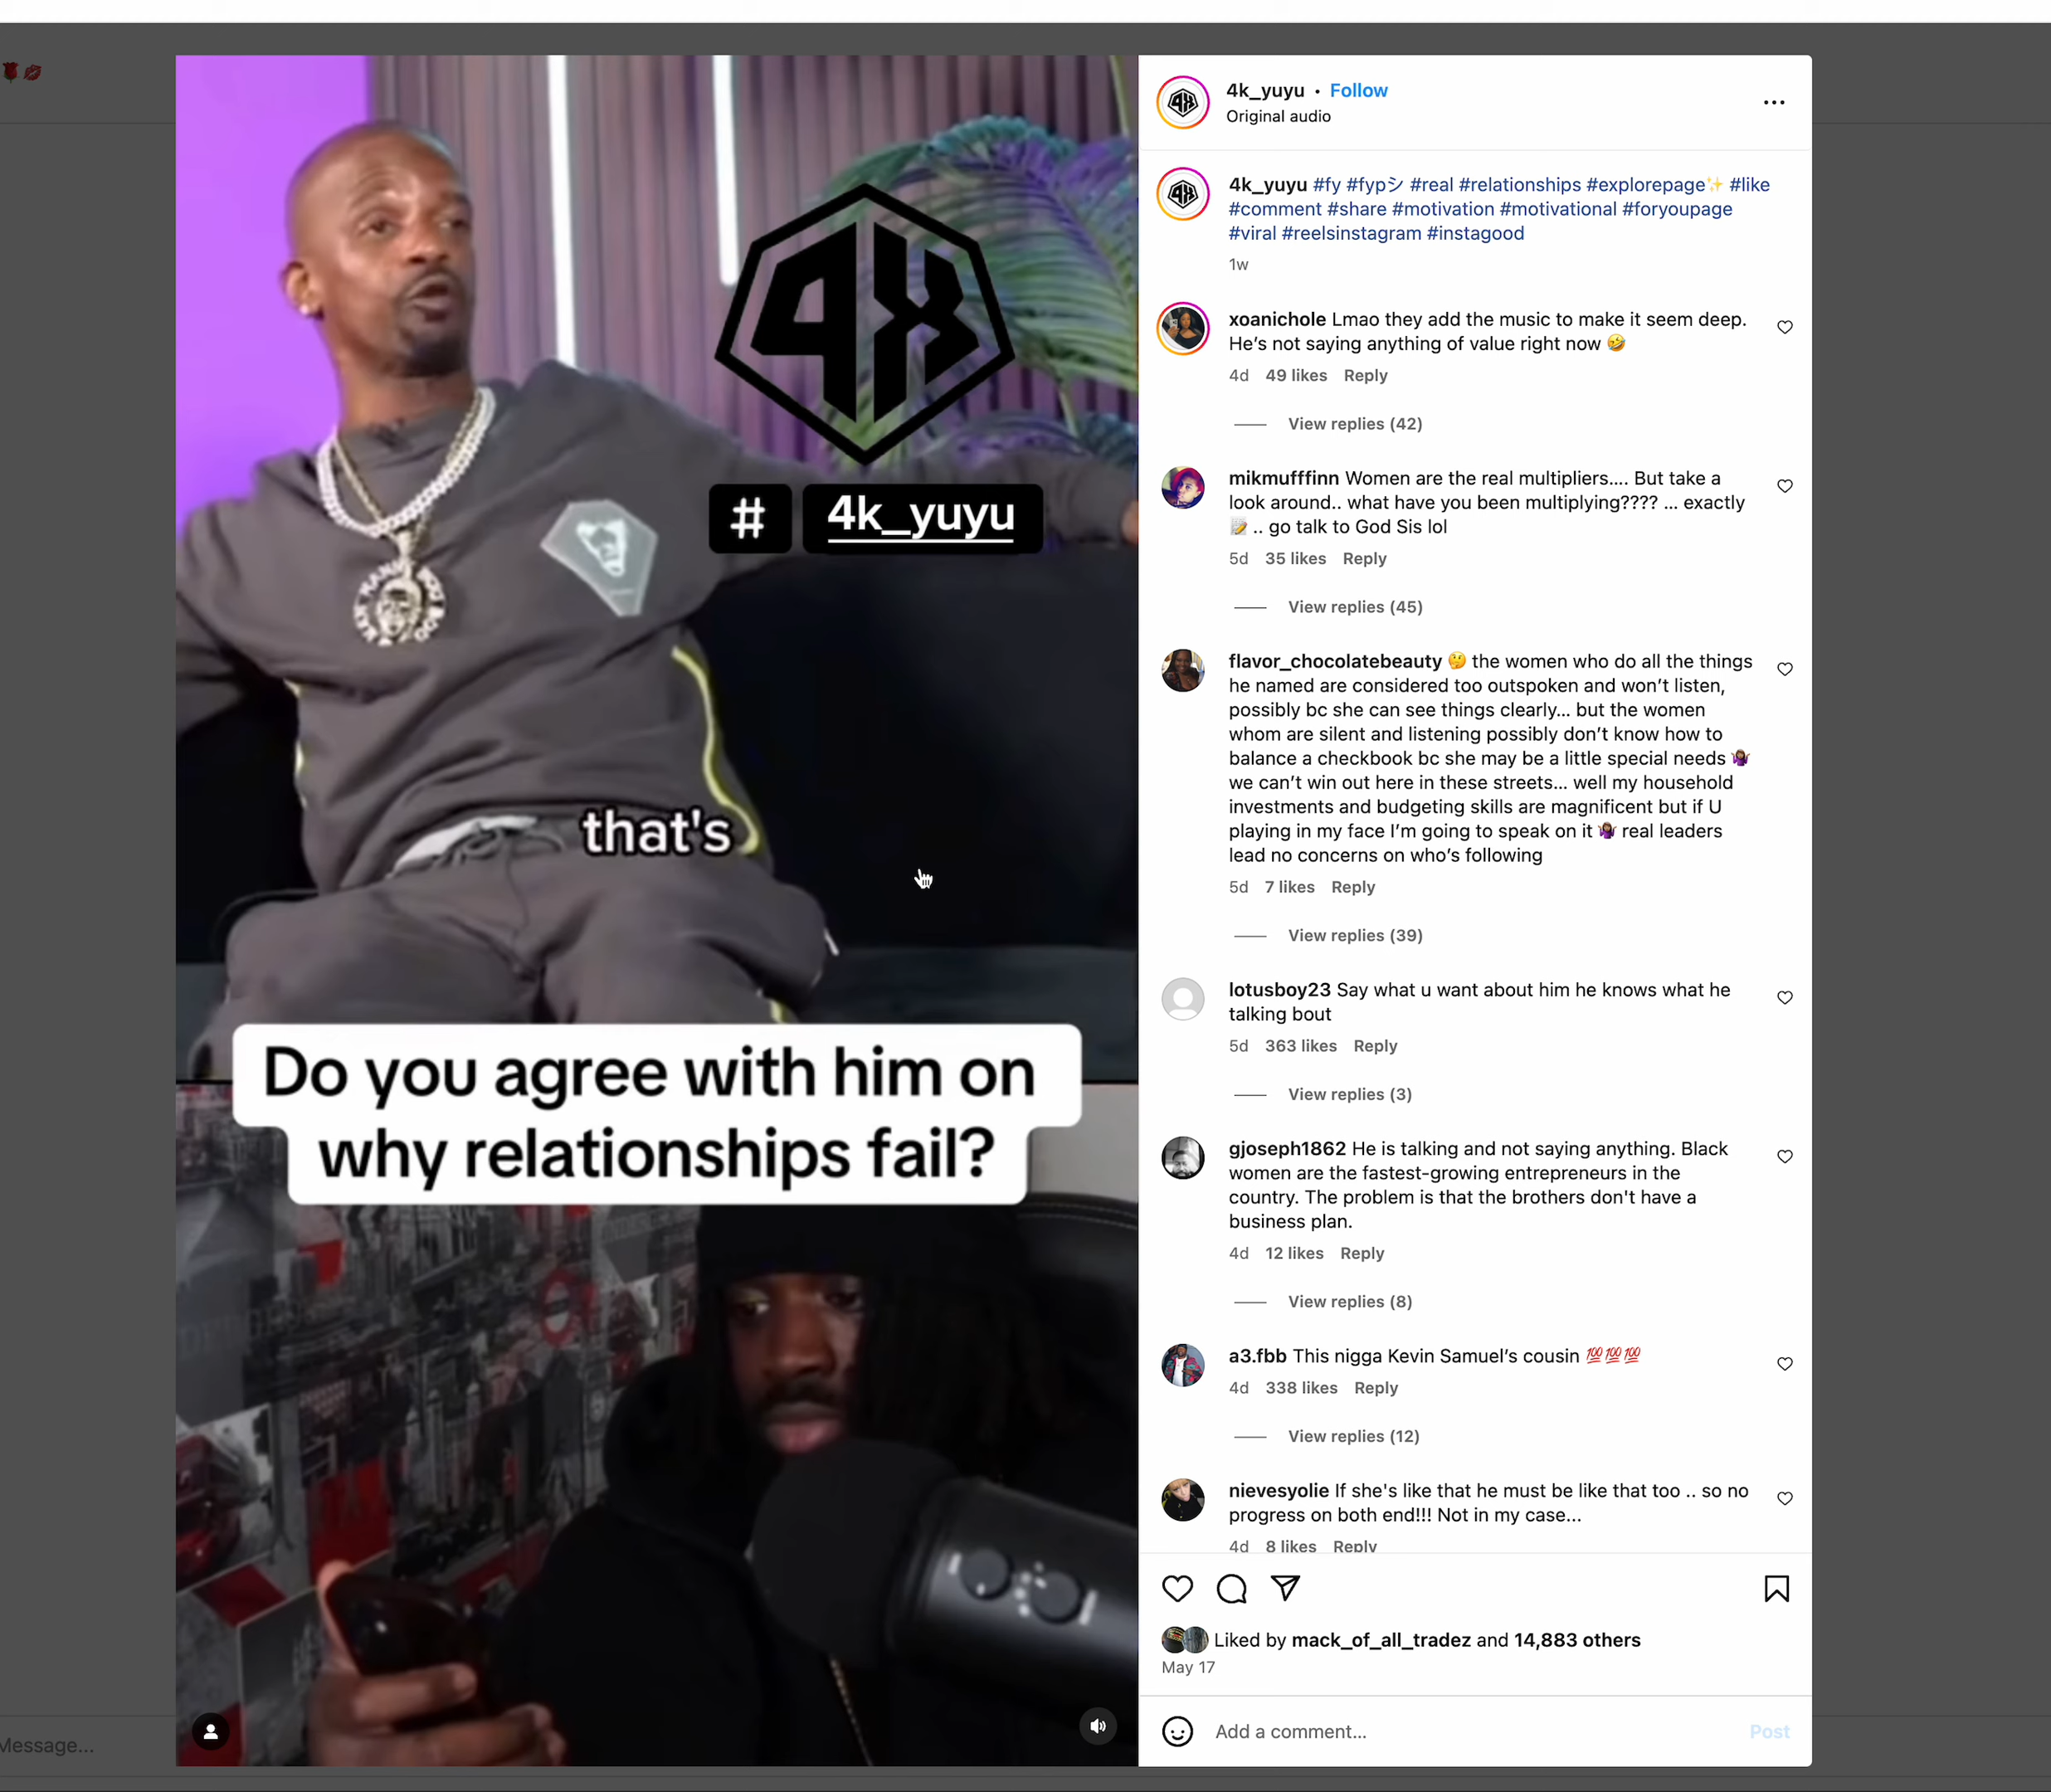 4X
# 4k_yuyu
that's
Do you agree with him on
why relationships fail?
Message...
4k_yuyu • Follow
Original audio
4k_yuyu #fy #fypシ #real #relationships #explorepage✨ #like
#comment #share #motivation #motivational #foryoupage
#viral #reelsinstagram #instagood
1w
xoanichole Lmao they add the music to make it seem deep.
He's not saying anything of value right now 🤣
4d 49 likes Reply
View replies (42)
mikmufffinn Women are the real multipliers.... But take a
look around.. what have you been multiplying???? ... exactly
📝 .. go talk to God Sis lol
5d 35 likes Reply
View replies (45)
flavor_chocolatebeauty 🤔 the women who do all the things
he named are considered too outspoken and won't listen,
possibly bc she can see things clearly... but the women
whom are silent and listening possibly don't know how to
balance a checkbook bc she may be a little special needs 🤷🏾‍♀️
we can't win out here in these streets... well my household
investments and budgeting skills are magnificent but if U
playing in my face I'm going to speak on it 🤷🏾‍♀️ real leaders
lead no concerns on who's following
5d 7 likes Reply
View replies (39)
lotusboy23 Say what u want about him he knows what he
talking bout
5d 363 likes Reply
View replies (3)
gjoseph1862 He is talking and not saying anything. Black
women are the fastest-growing entrepreneurs in the
country. The problem is that the brothers don't have a
business plan.
4d 12 likes Reply
View replies (8)
a3.fbb This nigga Kevin Samuel's cousin 💯💯💯
4d 338 likes Reply
View replies (12)
nievesyolie If she's like that he must be like that too .. so no
progress on both end!!! Not in my case...
4d 8 likes Reply
Liked by mack_of_all_tradez and 14,883 others
May 17
Add a comment...
Post